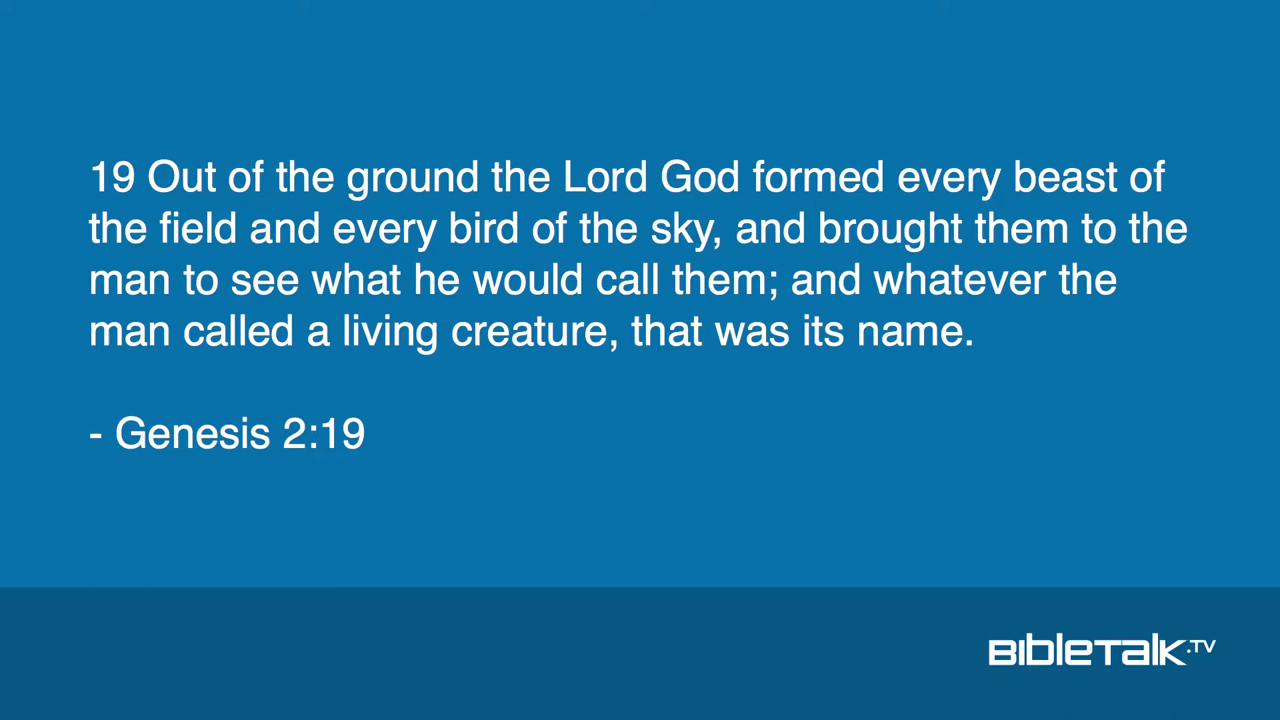 19 Out of the ground the Lord God formed every beast of
the field and every bird of the sky, and brought them to the
man to see what he would call them; and whatever the
man called a living creature, that was its name.
- Genesis 2:19
BIBLETALK.TV